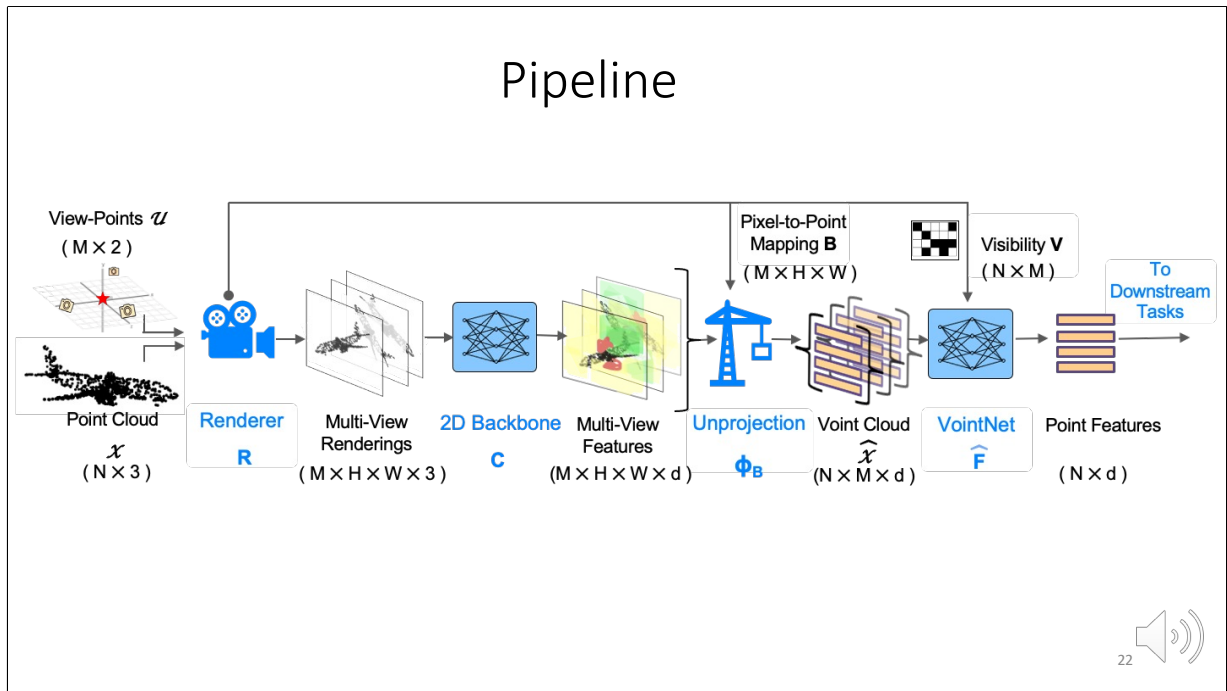 Pipeline
View-Points 𝒰
( M × 2 )
Point Cloud
𝒳
( N × 3 )
Renderer
R
Multi-View
Renderings
( M × H × W × 3 )
2D Backbone
C
Multi-View
Features
(M × H × W × d )
Pixel-to-Point
Mapping B
( M × H × W )
Unprojection
ϕB
Voint Cloud
𝒳̂
(N × M × d )
Visibility V
( N × M )
VointNet
F̂
Point Features
( N × d )
To
Downstream
Tasks
22